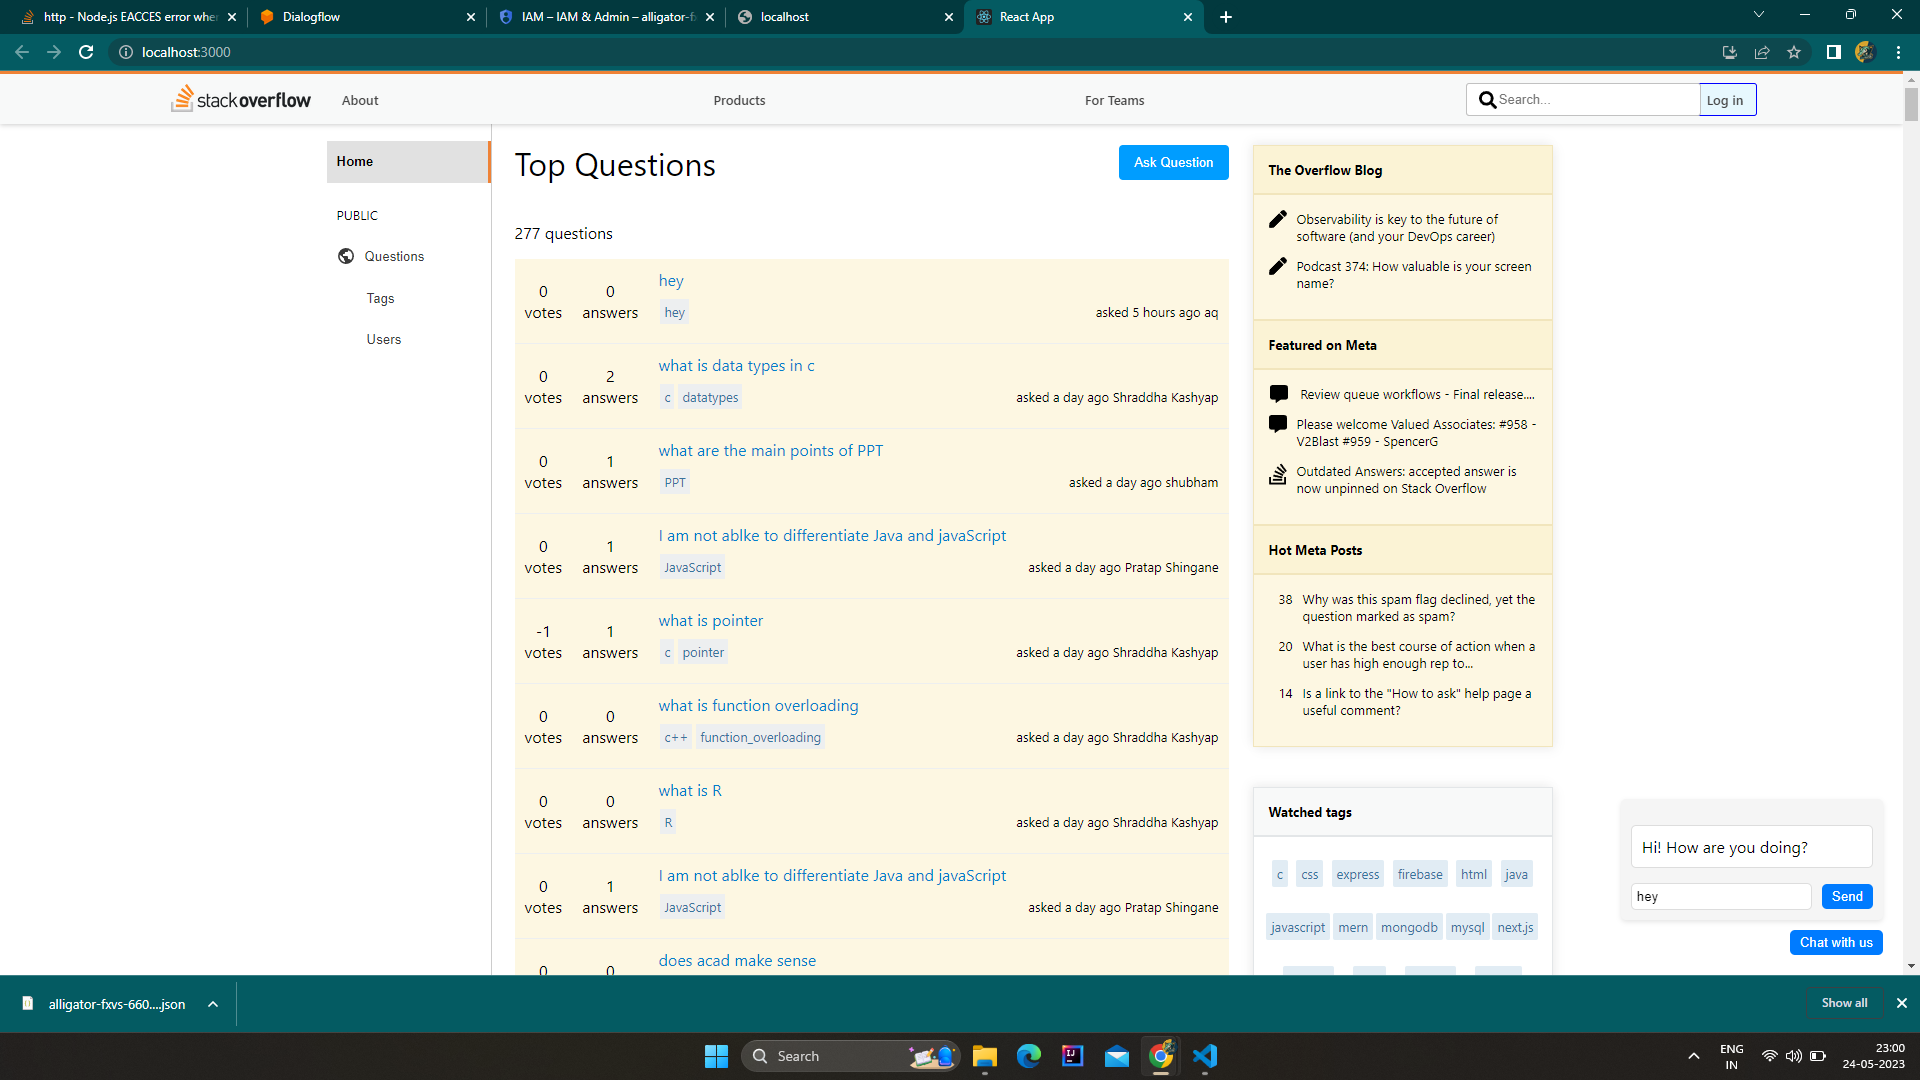 http - Node.js EACCES error wher
Dialogflow
IAM – IAM & Admin – alligator-f
localhost
React App
localhost:3000
stackoverflow
About
Products
For Teams
Search...
Log in
Home
PUBLIC
Questions
Tags
Users
Top Questions
Ask Question
277 questions
0 votes
0 answers
hey
hey
asked 5 hours ago aq
0 votes
2 answers
what is data types in c
c datatypes
asked a day ago Shraddha Kashyap
0 votes
1 answers
what are the main points of PPT
PPT
asked a day ago shubham
0 votes
1 answers
I am not ablke to differentiate Java and javaScript
JavaScript
asked a day ago Pratap Shingane
-1 votes
1 answers
what is pointer
c pointer
asked a day ago Shraddha Kashyap
0 votes
0 answers
what is function overloading
c++ function_overloading
asked a day ago Shraddha Kashyap
0 votes
0 answers
what is R
R
asked a day ago Shraddha Kashyap
0 votes
1 answers
I am not ablke to differentiate Java and javaScript
JavaScript
asked a day ago Pratap Shingane
0
0
does acad make sense
The Overflow Blog
Observability is key to the future of
software (and your DevOps career)
Podcast 374: How valuable is your screen
name?
Featured on Meta
Review queue workflows - Final release....
Please welcome Valued Associates: #958 -
V2Blast #959 - SpencerG
Outdated Answers: accepted answer is
now unpinned on Stack Overflow
Hot Meta Posts
38 Why was this spam flag declined, yet the
question marked as spam?
20 What is the best course of action when a
user has high enough rep to...
14 Is a link to the "How to ask" help page a
useful comment?
Watched tags
c css express firebase html java
javascript mern mongodb mysql next.js
Hi! How are you doing?
hey
Send
Chat with us
alligator-fxvs-660....json
Show all
Search
ENG
IN
23:00
24-05-2023